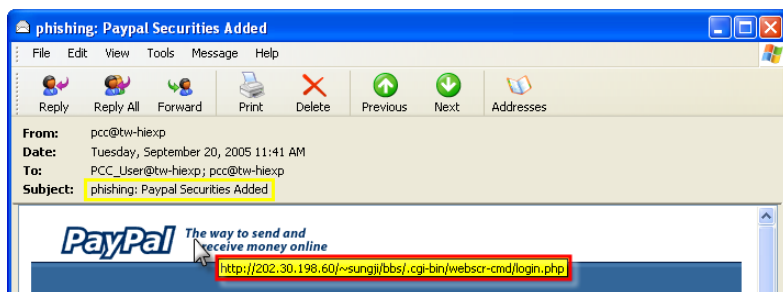 phishing: Paypal Securities Added
File Edit View Tools Message Help
Reply Reply All Forward Print Delete Previous Next Addresses
From: pcc@tw-hiexp
Date: Tuesday, September 20, 2005 11:41 AM
To: PCC_User@tw-hiexp; pcc@tw-hiexp
Subject: phishing: Paypal Securities Added
PayPal The way to send and
receive money online
http://202.30.198.60/~sungji/bbs/.cgi-bin/webscr-cmd/login.php